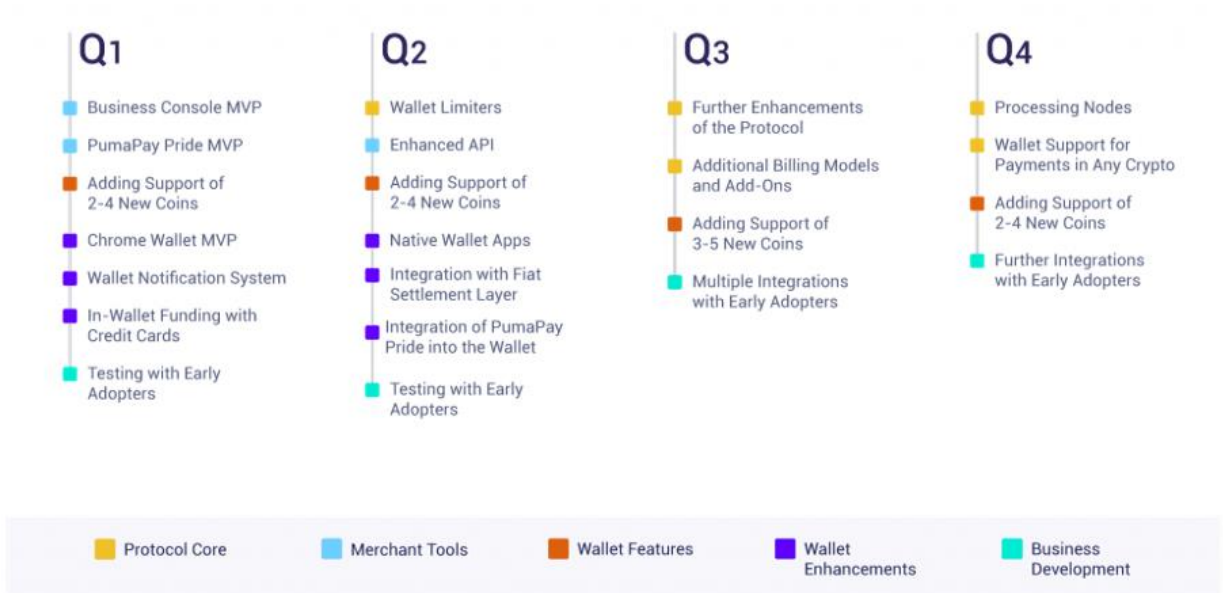 Q1
Business Console MVP
PumaPay Pride MVP
Adding Support of
2-4 New Coins
Chrome Wallet MVP
Wallet Notification System
In-Wallet Funding with
Credit Cards
Testing with Early
Adopters
Q2
Wallet Limiters
Enhanced API
Adding Support of
2-4 New Coins
Native Wallet Apps
Integration with Fiat
Settlement Layer
Integration of PumaPay
Pride into the Wallet
Testing with Early
Adopters
Q3
Further Enhancements
of the Protocol
Additional Billing Models
and Add-Ons
Adding Support of
3-5 New Coins
Multiple Integrations
with Early Adopters
Q4
Processing Nodes
Wallet Support for
Payments in Any Crypto
Adding Support of
2-4 New Coins
Further Integrations
with Early Adopters
Protocol Core
Merchant Tools
Wallet Features
Wallet
Enhancements
Business
Development